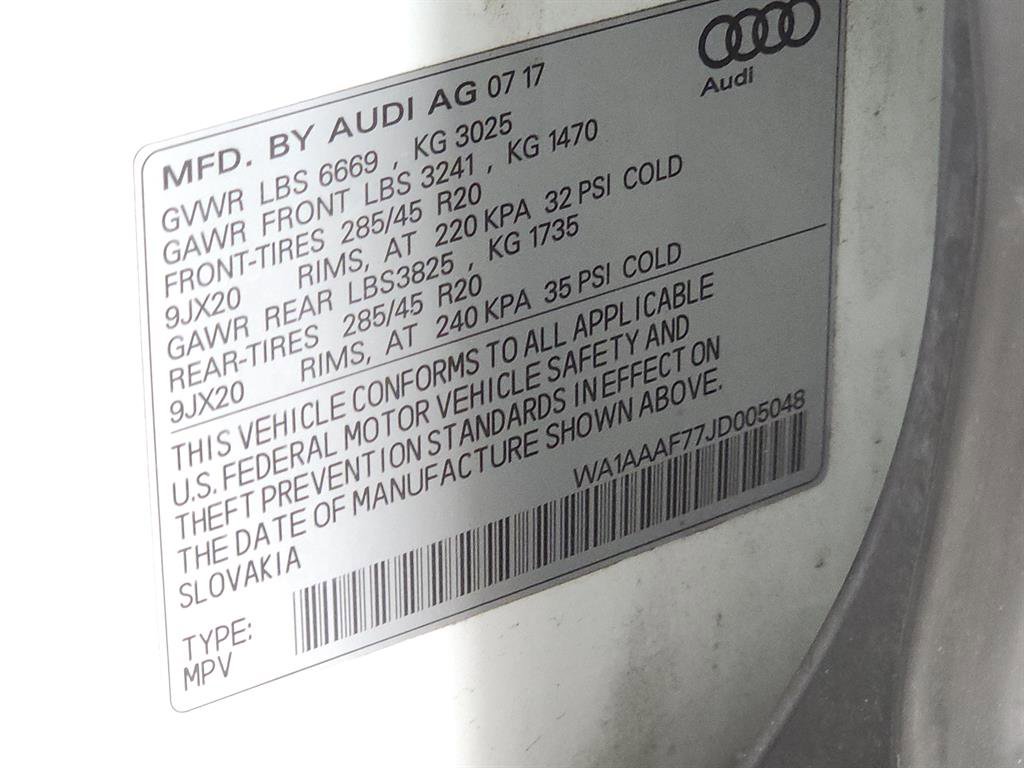 Audi
MFD. BY AUDI AG 07 17
GVWR LBS 6669 , KG 3025
GAWR FRONT LBS 3241 , KG 1470
FRONT-TIRES 285/45 R20
9JX20 RIMS, AT 220 KPA 32 PSI COLD
GAWR REAR LBS3825 , KG 1735
REAR-TIRES 285/45 R20
9JX20 RIMS, AT 240 KPA 35 PSI COLD
THIS VEHICLE CONFORMS TO ALL APPLICABLE
U.S. FEDERAL MOTOR VEHICLE SAFETY AND
THEFT PREVENTION STANDARDS IN EFFECT ON
THE DATE OF MANUFACTURE SHOWN ABOVE.
SLOVAKIA
WA1AAAF77JD005048
TYPE:
MPV